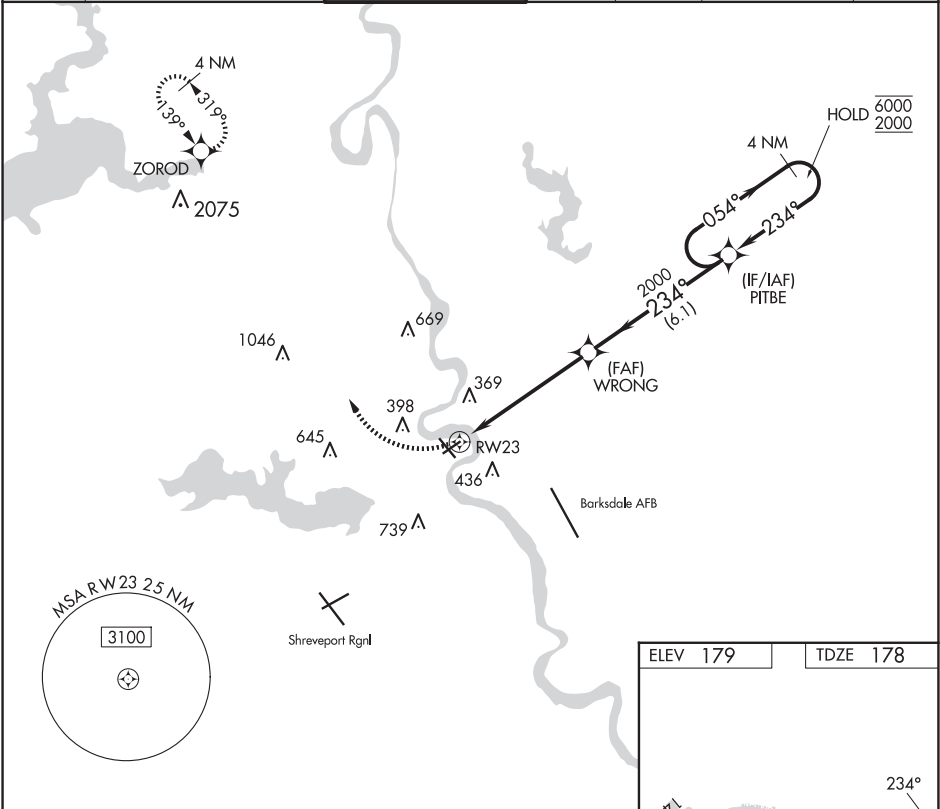 4 NM
319°
139°
ZOROD
2075
HOLD 6000
2000
4 NM
054°
234°
(IF/IAF)
PITBE
2000
234°
(6.1)
(FAF)
WRONG
669
1046
369
398
645
RW23
436
Barksdale AFB
739
MSA RW23 25 NM
3100
Shreveport Rgnl
ELEV 179
TDZE 178
234°